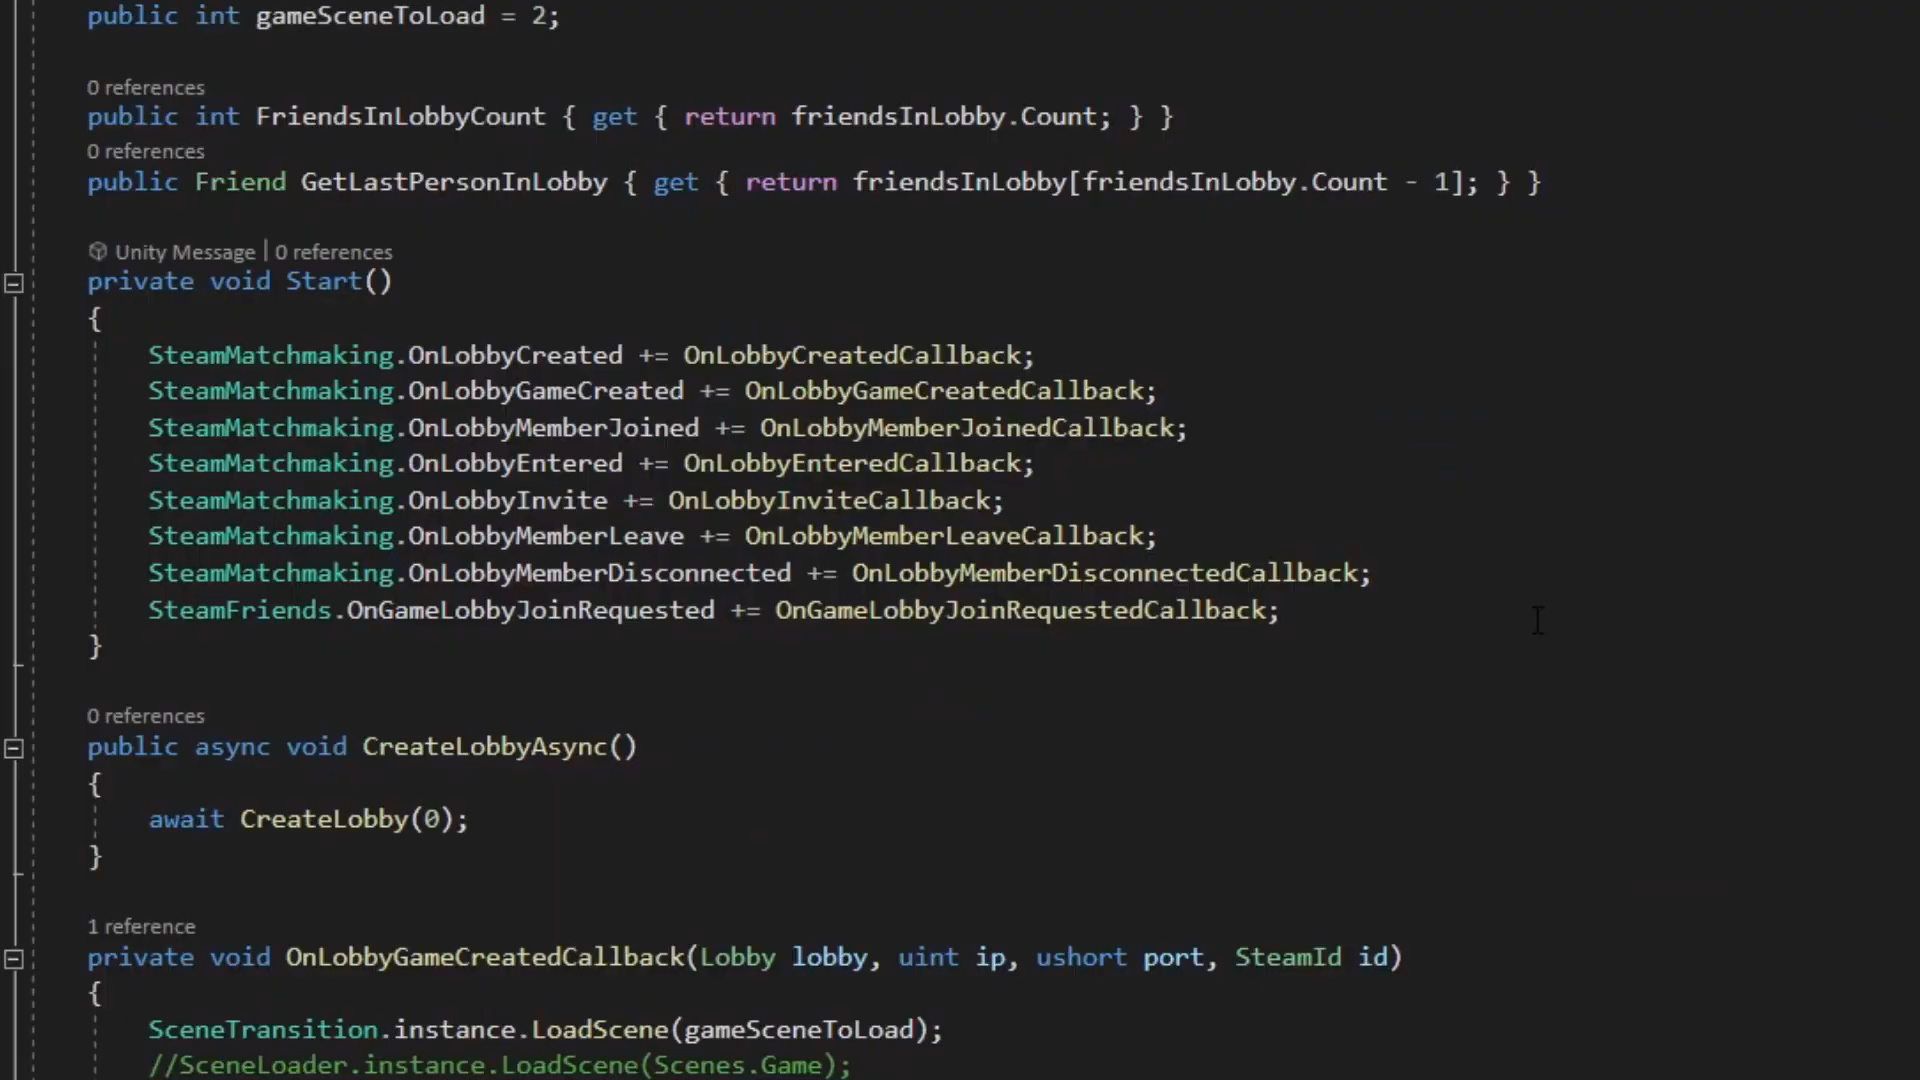 public int gameSceneToLoad = 2;
0 references
public int FriendsInLobbyCount { get { return friendsInLobby.Count; } }
0 references
public Friend GetLastPersonInLobby { get { return friendsInLobby[friendsInLobby.Count - 1]; } }
Unity Message | 0 references
private void Start()
{
SteamMatchmaking.OnLobbyCreated += OnLobbyCreatedCallback;
SteamMatchmaking.OnLobbyGameCreated += OnLobbyGameCreatedCallback;
SteamMatchmaking.OnLobbyMemberJoined += OnLobbyMemberJoinedCallback;
SteamMatchmaking.OnLobbyEntered += OnLobbyEnteredCallback;
SteamMatchmaking.OnLobbyInvite += OnLobbyInviteCallback;
SteamMatchmaking.OnLobbyMemberLeave += OnLobbyMemberLeaveCallback;
SteamMatchmaking.OnLobbyMemberDisconnected += OnLobbyMemberDisconnectedCallback;
SteamFriends.OnGameLobbyJoinRequested += OnGameLobbyJoinRequestedCallback;
}
0 references
public async void CreateLobbyAsync()
{
await CreateLobby(0);
}
1 reference
private void OnLobbyGameCreatedCallback(Lobby lobby, uint ip, ushort port, SteamId id)
{
SceneTransition.instance.LoadScene(gameSceneToLoad);
//SceneLoader.instance.LoadScene(Scenes.Game);